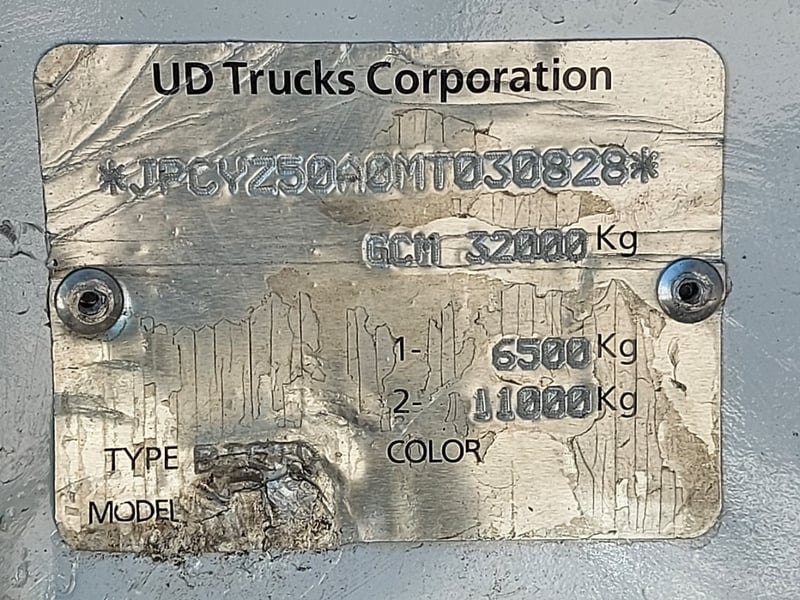 UD Trucks Corporation
*JPCYZ50A0MT030828*
GCM 32000 Kg
1- 6500 Kg
2- 11000 Kg
TYPE COLOR
MODEL